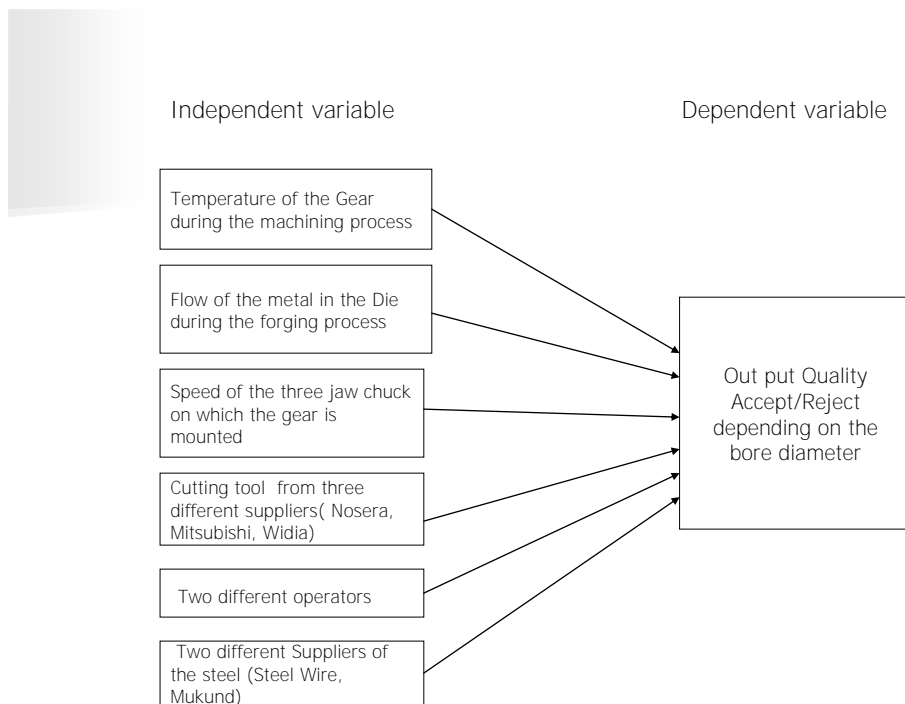 Independent variable
Dependent variable
Temperature of the Gear
during the machining process
Flow of the metal in the Die
during the forging process
Speed of the three jaw chuck
on which the gear is
mounted
Cutting tool from three
different suppliers( Nosera,
Mitsubishi, Widia)
Two different operators
Two different Suppliers of
the steel (Steel Wire,
Mukund)
Out put Quality
Accept/Reject
depending on the
bore diameter